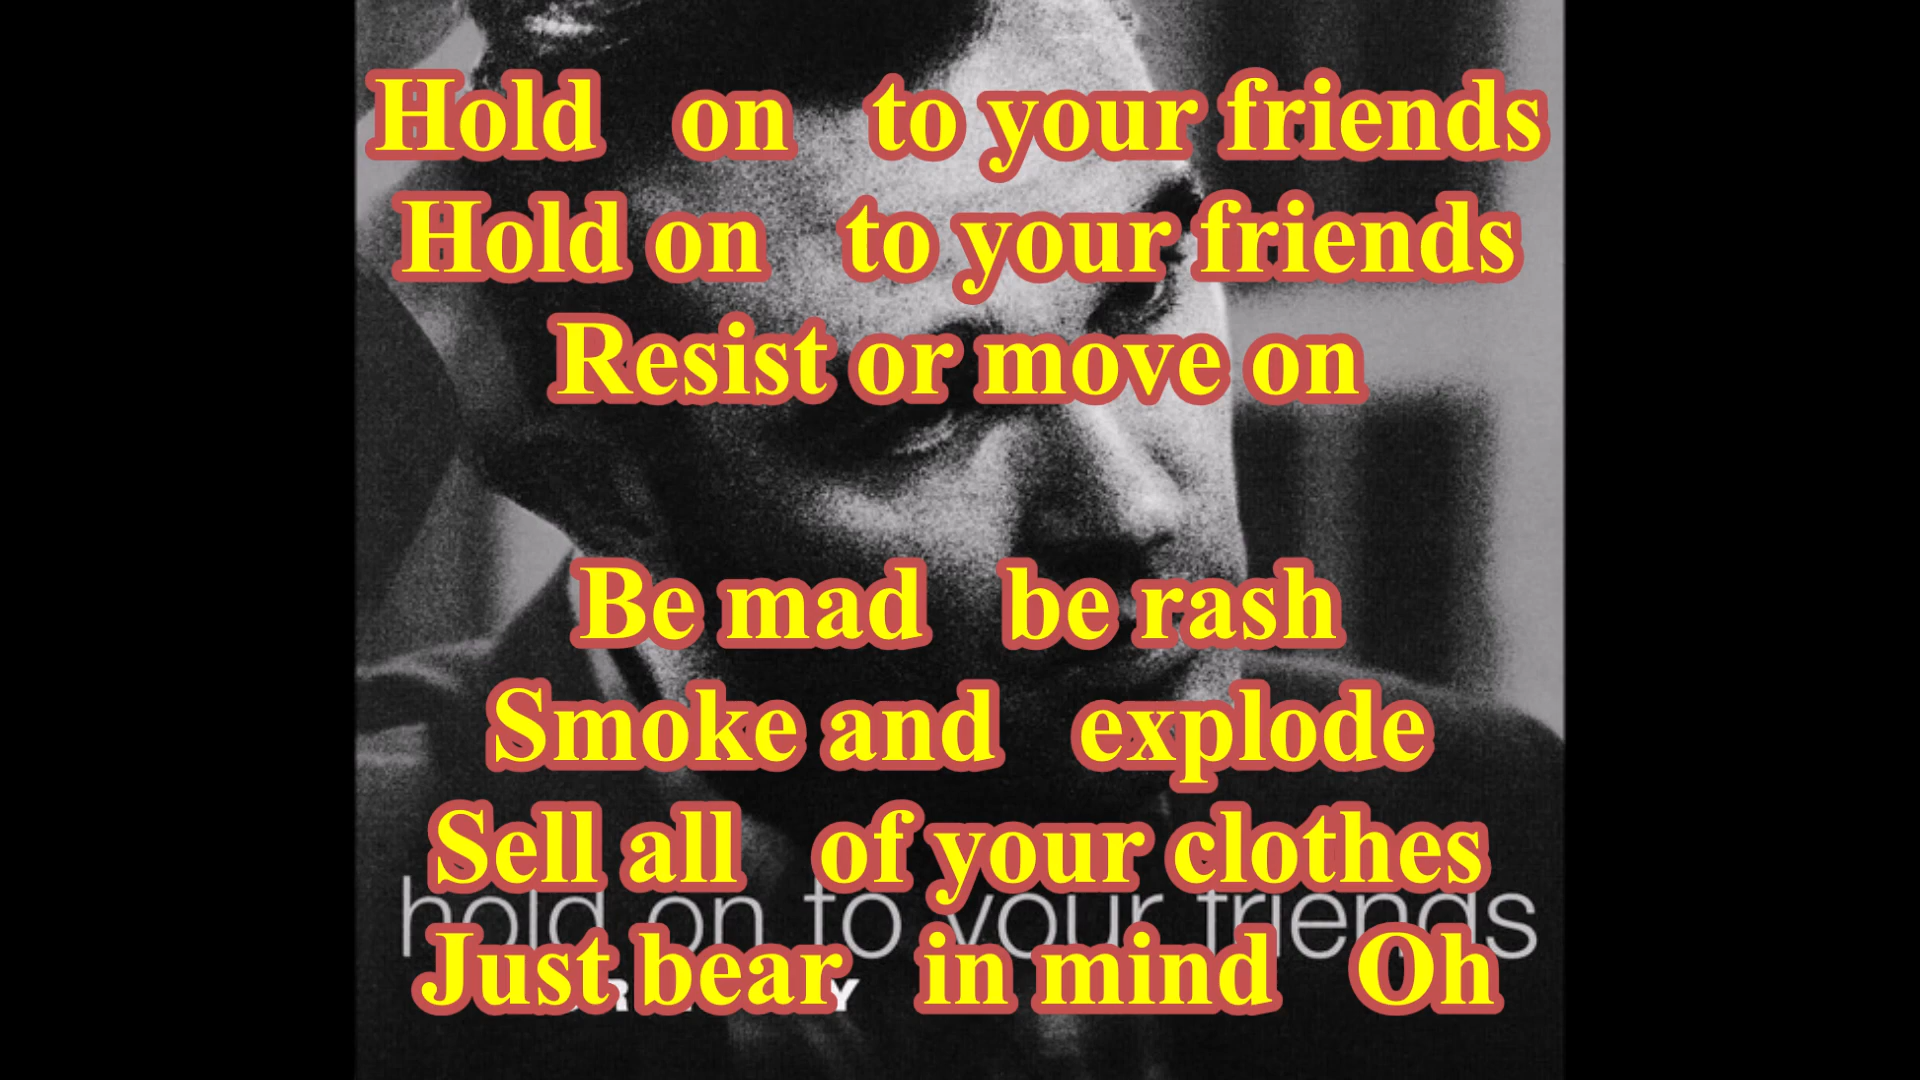 Hold on to your friends
Hold on to your friends
Resist or move on
Be mad be rash
Smoke and explode
Sell all of your clothes
hold on to your friends
Just bear in mind Oh